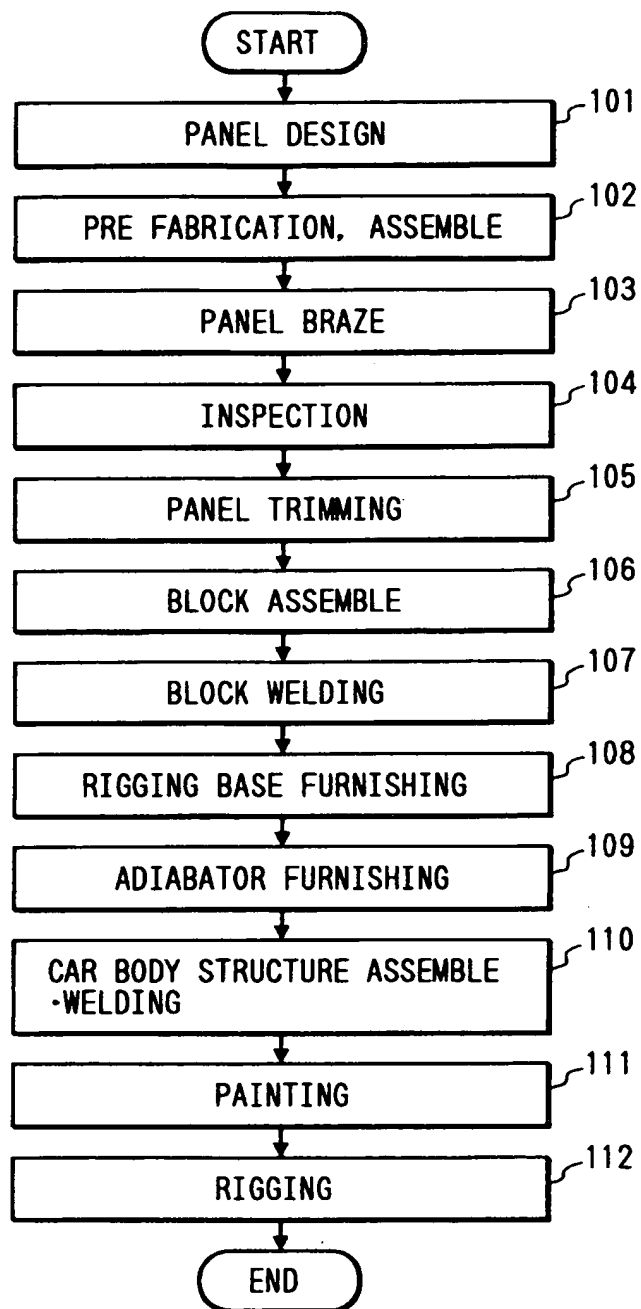 START
101
PANEL DESIGN
102
PRE FABRICATION, ASSEMBLE
103
PANEL BRAZE
104
INSPECTION
105
PANEL TRIMMING
106
BLOCK ASSEMBLE
107
BLOCK WELDING
108
RIGGING BASE FURNISHING
109
ADIABATOR FURNISHING
110
CAR BODY STRUCTURE ASSEMBLE
·WELDING
111
PAINTING
112
RIGGING
END